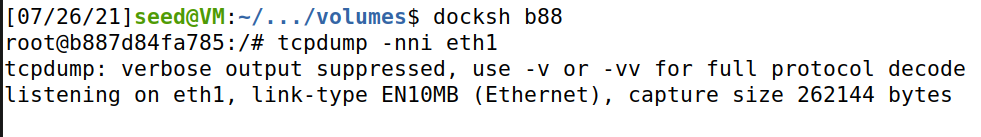 [07/26/21]seed@VM:~/.../volumes$ docksh b88
root@b887d84fa785:/# tcpdump -nni eth1
tcpdump: verbose output suppressed, use -v or -vv for full protocol decode
listening on eth1, link-type EN10MB (Ethernet), capture size 262144 bytes